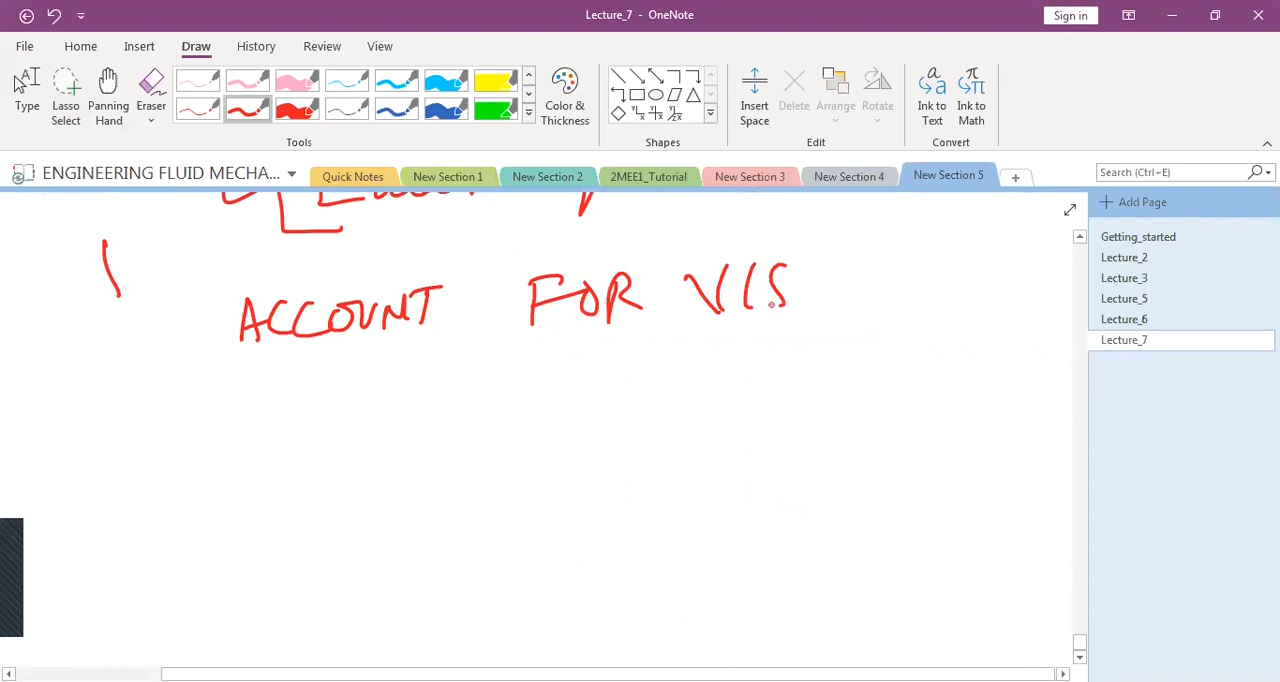 Lecture_7 - OneNote
Sign in
File Home Insert Draw History Review View
Type Lasso Select Panning Hand Eraser Color & Thickness Insert Space Delete Arrange Rotate Ink to Text Ink to Math
Tools Shapes Edit Convert
ENGINEERING FLUID MECHA... Quick Notes New Section 1 New Section 2 2MEE1_Tutorial New Section 3 New Section 4 New Section 5 Search (Ctrl+E)
Add Page
Getting_started
Lecture_2
Lecture_3
Lecture_5
Lecture_6
Lecture_7
ACCOUNT FOR VIS